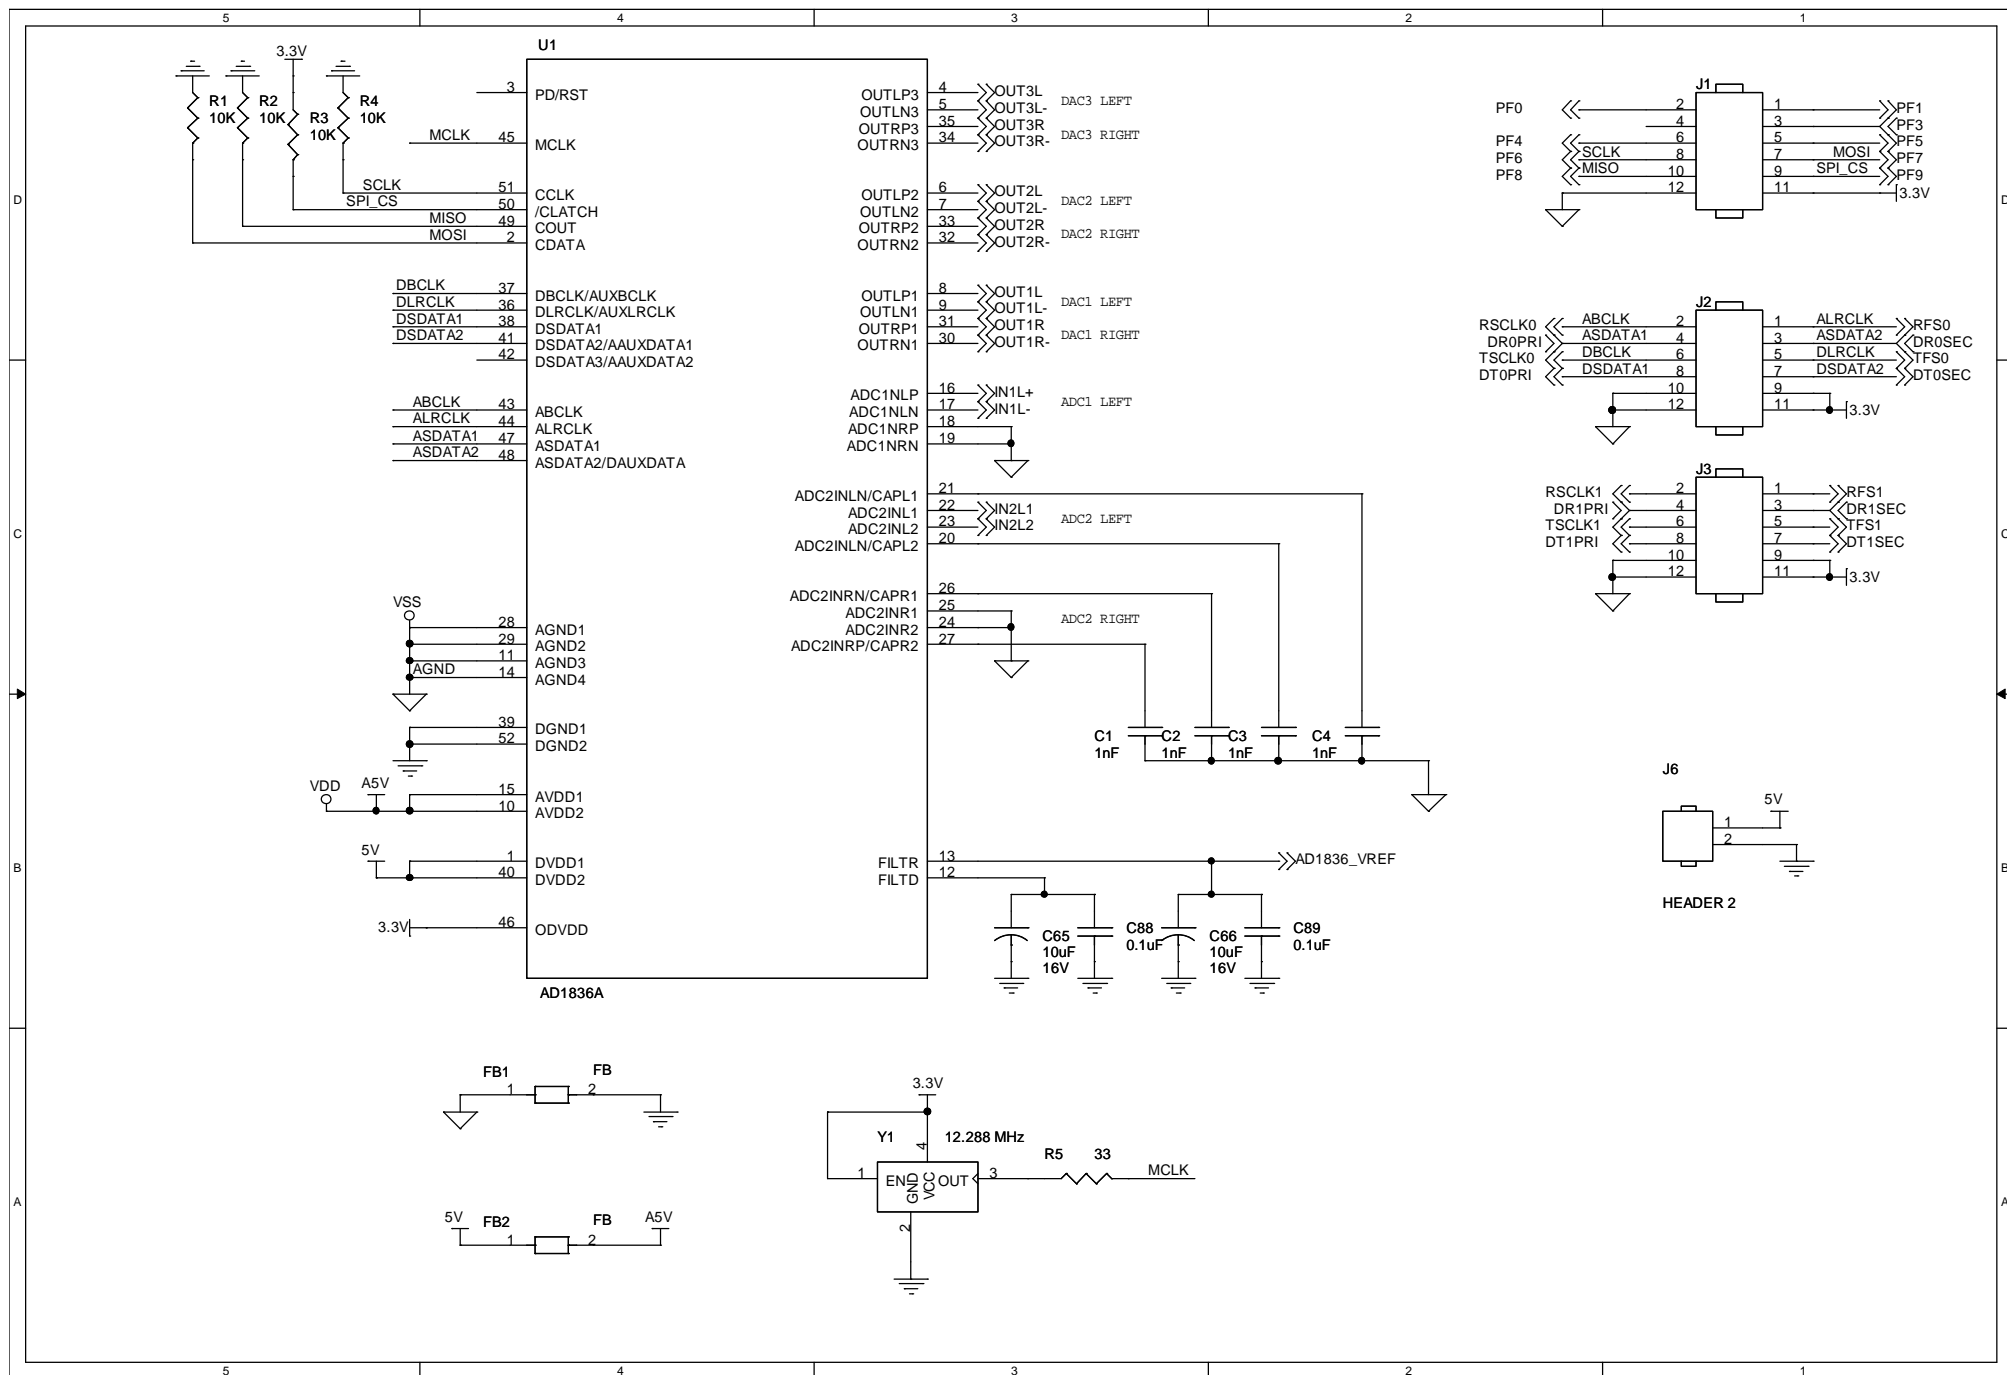 5 4 3 2 1
U1
3.3V
R1 10K
R2 10K
R3 10K
R4 10K
3 PD/RST
MCLK 45 MCLK
SCLK 51 CCLK
SPI_CS 50 /CLATCH
MISO 49 COUT
MOSI 2 CDATA
DBCLK 37 DBCLK/AUXBCLK
DLRCLK 36 DLRCLK/AUXLRCLK
DSDATA1 38 DSDATA1
DSDATA2 41 DSDATA2/AAUXDATA1
42 DSDATA3/AAUXDATA2
ABCLK 43 ABCLK
ALRCLK 44 ALRCLK
ASDATA1 47 ASDATA1
ASDATA2 48 ASDATA2/DAUXDATA
VSS
28 AGND1
29 AGND2
11 AGND3
AGND 14 AGND4
39 DGND1
52 DGND2
VDD A5V
15 AVDD1
10 AVDD2
5V
1 DVDD1
40 DVDD2
3.3V 46 ODVDD
AD1836A
OUTLP3 4 OUT3L
OUTLN3 5 OUT3L-
DAC3 LEFT
OUTRP3 35 OUT3R
OUTRN3 34 OUT3R-
DAC3 RIGHT
OUTLP2 6 OUT2L
OUTLN2 7 OUT2L-
DAC2 LEFT
OUTRP2 33 OUT2R
OUTRN2 32 OUT2R-
DAC2 RIGHT
OUTLP1 8 OUT1L
OUTLN1 9 OUT1L-
DAC1 LEFT
OUTRP1 31 OUT1R
OUTRN1 30 OUT1R-
DAC1 RIGHT
ADC1NLP 16 IN1L+
ADC1NLN 17 IN1L-
ADC1 LEFT
ADC1NRP 18
ADC1NRN 19
ADC2INLN/CAPL1 21
ADC2INL1 22 IN2L1
ADC2INL2 23 IN2L2
ADC2 LEFT
ADC2INLN/CAPL2 20
ADC2INRN/CAPR1 26
ADC2INR1 25
ADC2INR2 24
ADC2 RIGHT
ADC2INRP/CAPR2 27
C1 1nF
C2 1nF
C3 1nF
C4 1nF
FILTR 13 AD1836_VREF
FILTD 12
C65 10uF 16V
C88 0.1uF
C66 10uF 16V
C89 0.1uF
J1
PF0 2 1 PF1
4 3 PF3
PF4 6 5 PF5
PF6 SCLK 8 7 MOSI PF7
PF8 MISO 10 9 SPI_CS PF9
12 11 3.3V
J2
RSCLK0 ABCLK 2 1 ALRCLK RFS0
DR0PRI ASDATA1 4 3 ASDATA2 DR0SEC
TSCLK0 DBCLK 6 5 DLRCLK TFS0
DT0PRI DSDATA1 8 7 DSDATA2 DT0SEC
10 9
12 11 3.3V
J3
RSCLK1 2 1 RFS1
DR1PRI 4 3 DR1SEC
TSCLK1 6 5 TFS1
DT1PRI 8 7 DT1SEC
10 9
12 11 3.3V
J6
5V
1
2
HEADER 2
FB1 FB
1 2
5V FB2 FB A5V
1 2
3.3V
Y1 4 12.288 MHz
1 EN GND VCC OUT 3
2
R5 33 MCLK
D C B A
D C B A
5 4 3 2 1